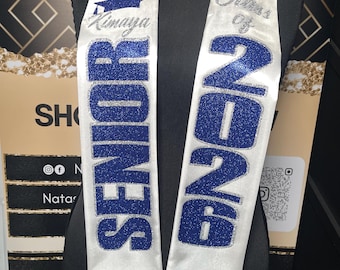 Kimaya
SENIOR
Class
of
2026
SHO
N
Natas